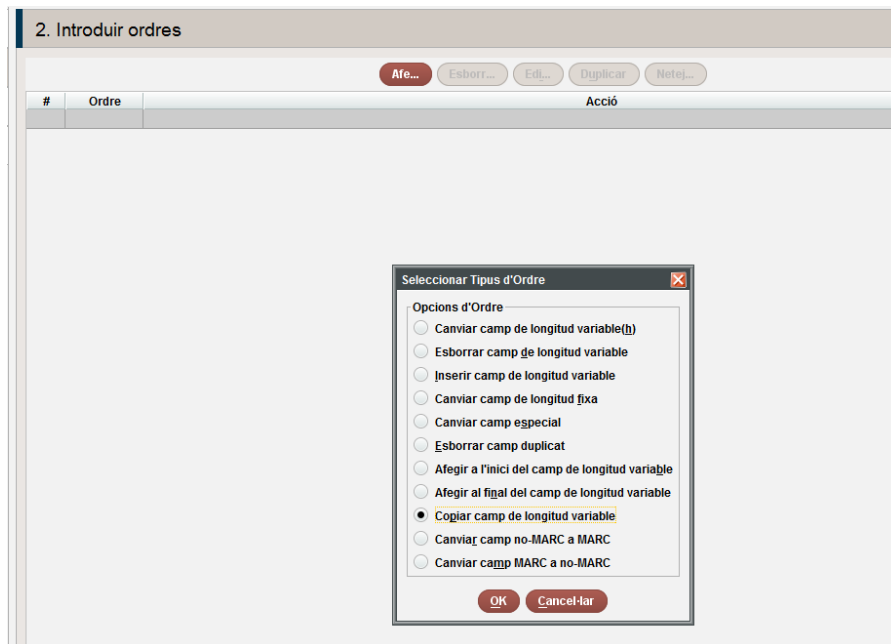 2. Introduir ordres
Afe... Esborr... Edi... Duplicar Netej...
# Ordre Acció
Seleccionar Tipus d'Ordre
Opcions d'Ordre
Canviar camp de longitud variable(h)
Esborrar camp de longitud variable
Inserir camp de longitud variable
Canviar camp de longitud fixa
Canviar camp especial
Esborrar camp duplicat
Afegir a l'inici del camp de longitud variable
Afegir al final del camp de longitud variable
Copiar camp de longitud variable
Canviar camp no-MARC a MARC
Canviar camp MARC a no-MARC
OK Cancel·lar